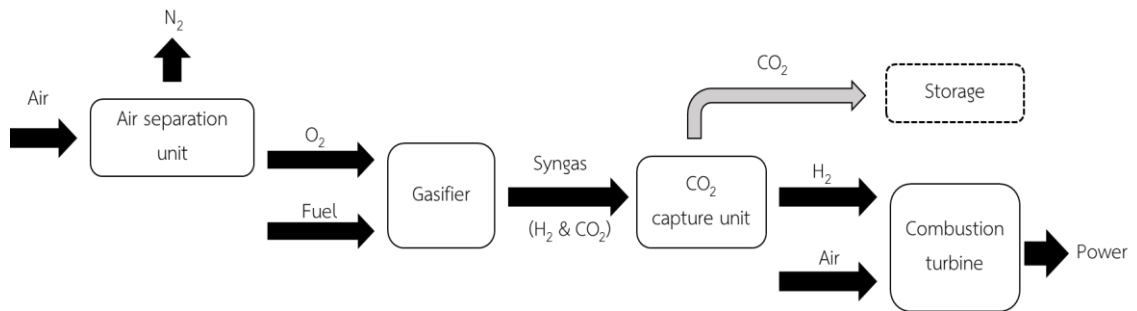 N₂
Air
Air separation
unit
O₂
Fuel
Gasifier
Syngas
(H₂ & CO₂)
CO₂
Storage
CO₂
capture unit
H₂
Air
Combustion
turbine
Power